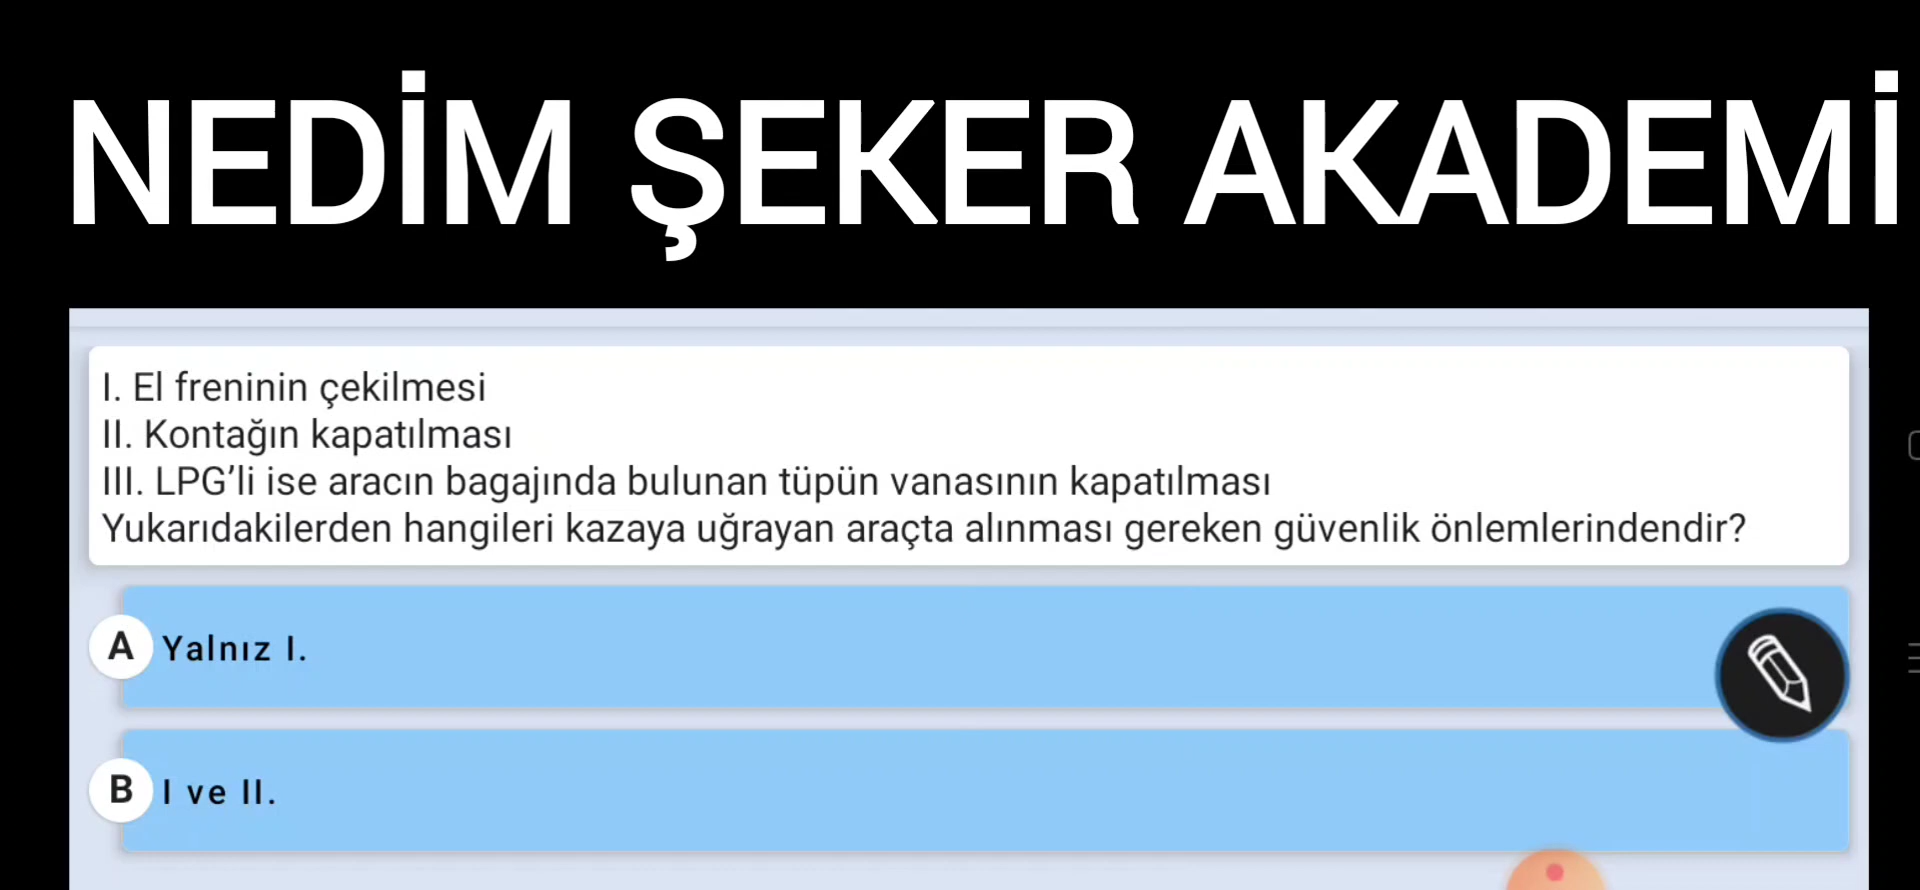 NEDİM ŞEKER AKADEMİ
I. El freninin çekilmesi
II. Kontağın kapatılması
III. LPG’li ise aracın bagajında bulunan tüpün vanasının kapatılması
Yukarıdakilerden hangileri kazaya uğrayan araçta alınması gereken güvenlik önlemlerindendir?
A Yalnız I.
B I ve II.